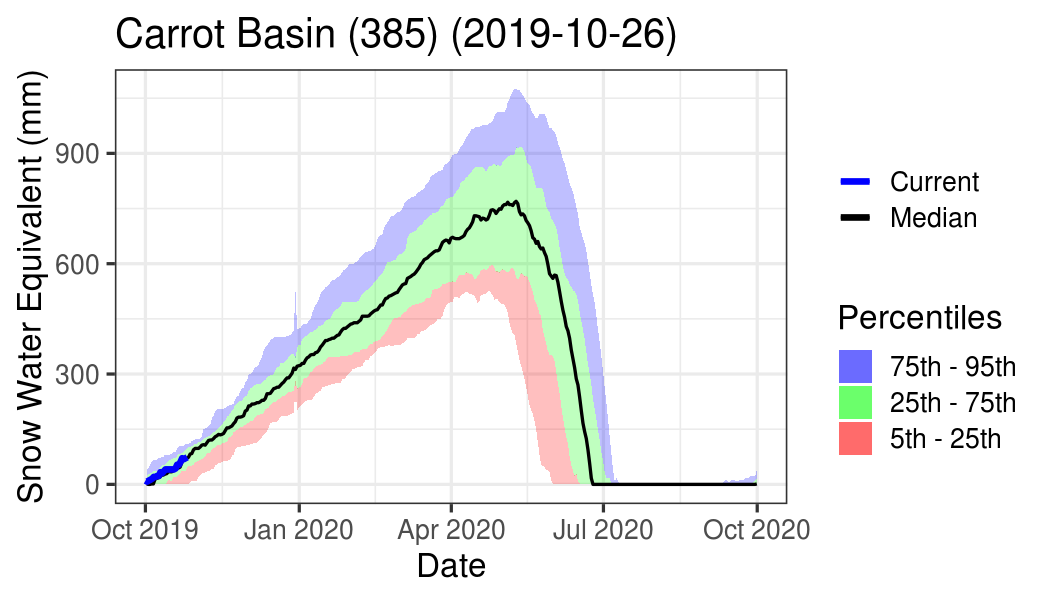 Carrot Basin (385) (2019-10-26)
Snow Water Equivalent (mm)
900
600
300
0
Oct 2019
Jan 2020
Apr 2020
Jul 2020
Oct 2020
Date
Current
Median
Percentiles
75th - 95th
25th - 75th
5th - 25th